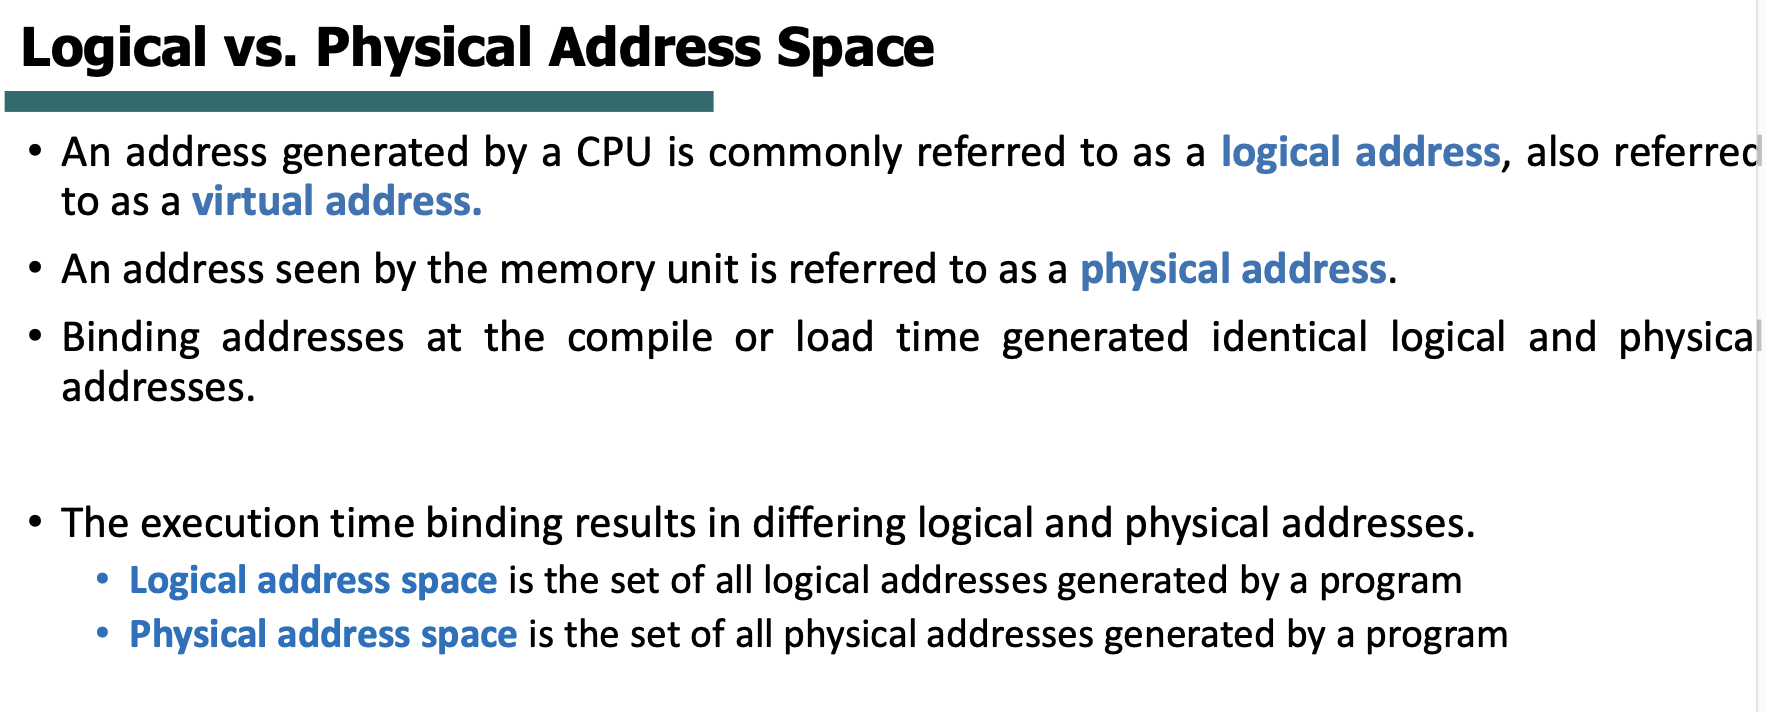 Logical vs. Physical Address Space
• An address generated by a CPU is commonly referred to as a logical address, also referred
to as a virtual address.
• An address seen by the memory unit is referred to as a physical address.
• Binding addresses at the compile or load time generated identical logical and physical
addresses.
• The execution time binding results in differing logical and physical addresses.
• Logical address space is the set of all logical addresses generated by a program
• Physical address space is the set of all physical addresses generated by a program